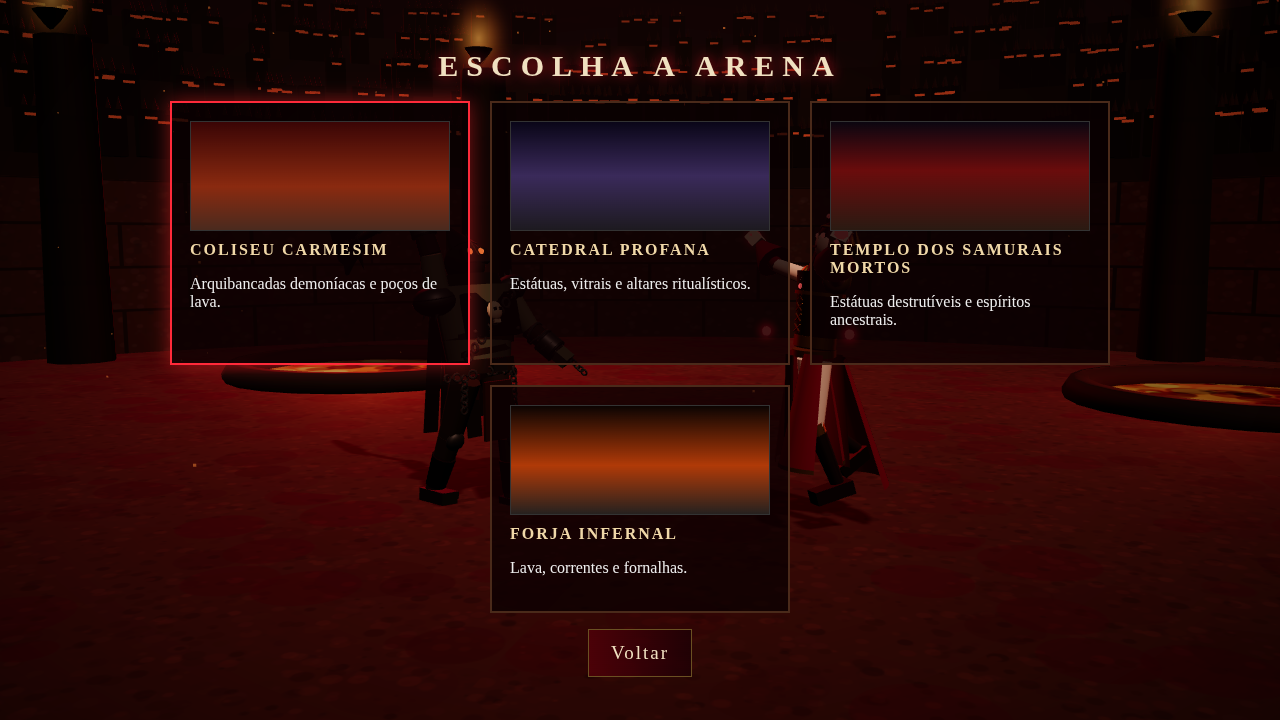 ESCOLHA A ARENA
COLISEU CARMESIM
Arquibancadas demoníacas e poços de
lava.
CATEDRAL PROFANA
Estátuas, vitrais e altares ritualísticos.
TEMPLO DOS SAMURAIS
MORTOS
Estátuas destrutíveis e espíritos
ancestrais.
FORJA INFERNAL
Lava, correntes e fornalhas.
Voltar